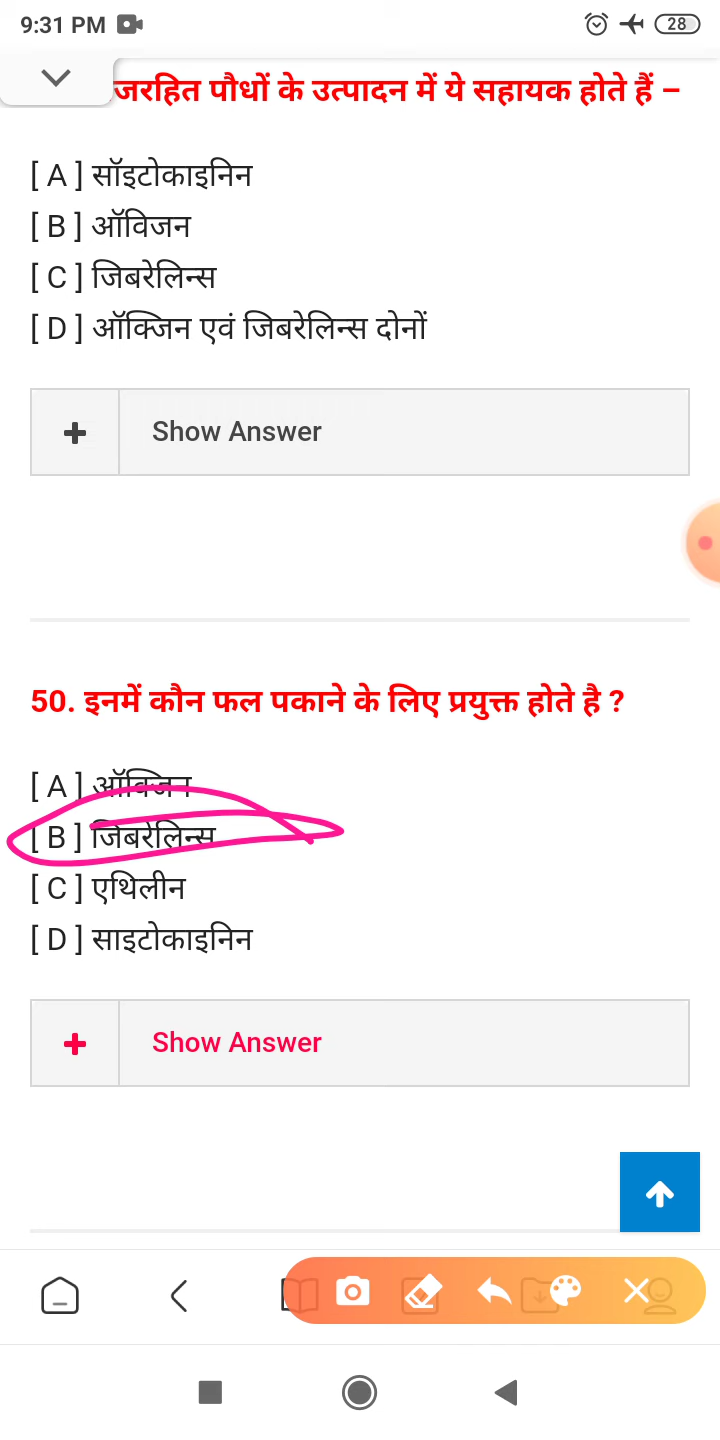 9:31 PM
28
जरहित पौधों के उत्पादन में ये सहायक होते हैं –
[ A ] सॉइटोकाइनिन
[ B ] ऑविजन
[ C ] जिबरेलिन्स
[ D ] ऑक्जिन एवं जिबरेलिन्स दोनों
Show Answer
50. इनमें कौन फल पकाने के लिए प्रयुक्त होते है ?
[ A ] ऑक्जिन
[ B ] जिबरेलिन्स
[ C ] एथिलीन
[ D ] साइटोकाइनिन
Show Answer